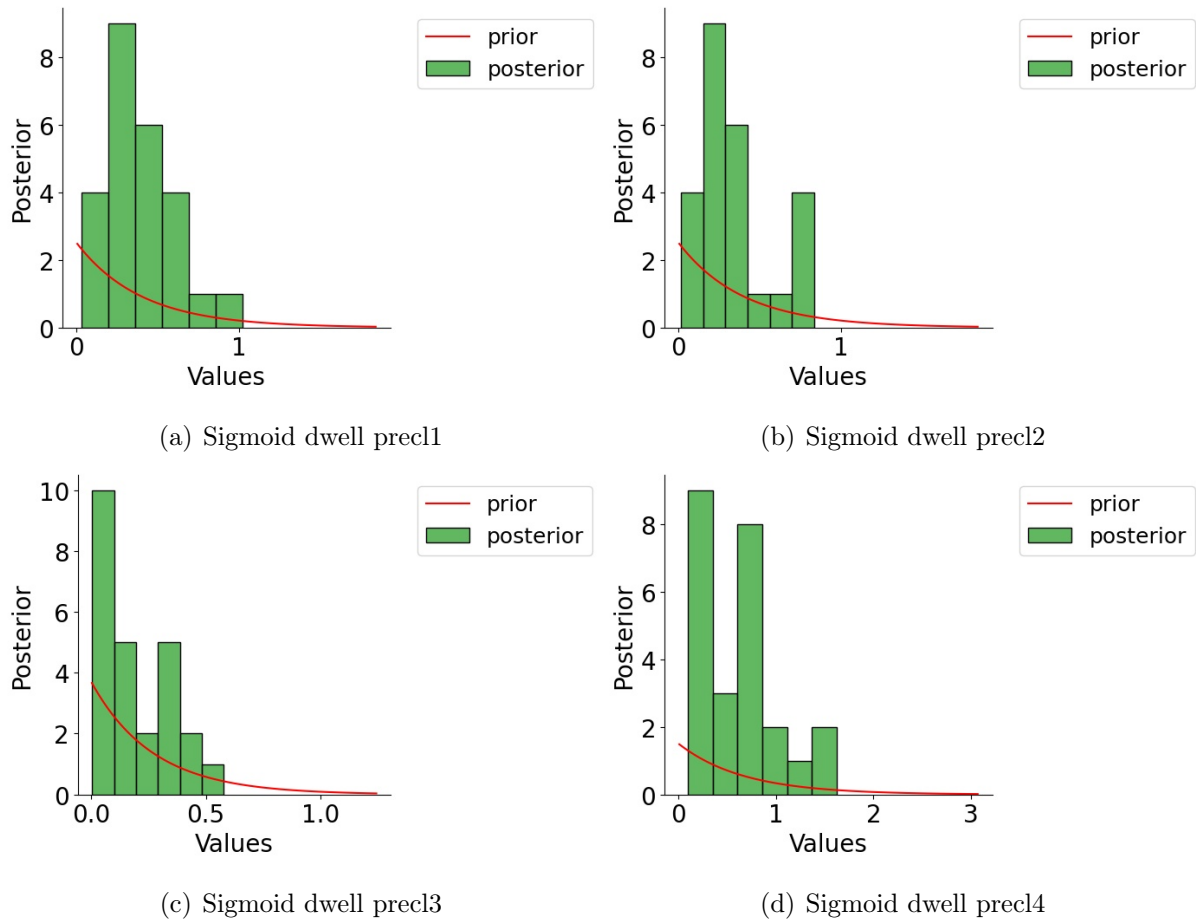 8
6
4
2
0
Posterior
0
1
Values
prior
posterior
(a) Sigmoid dwell precl1
8
6
4
2
0
Posterior
0
1
Values
prior
posterior
(b) Sigmoid dwell precl2
10
8
6
4
2
0
Posterior
0.0
0.5
1.0
Values
prior
posterior
(c) Sigmoid dwell precl3
8
6
4
2
0
Posterior
0
1
2
3
Values
prior
posterior
(d) Sigmoid dwell precl4